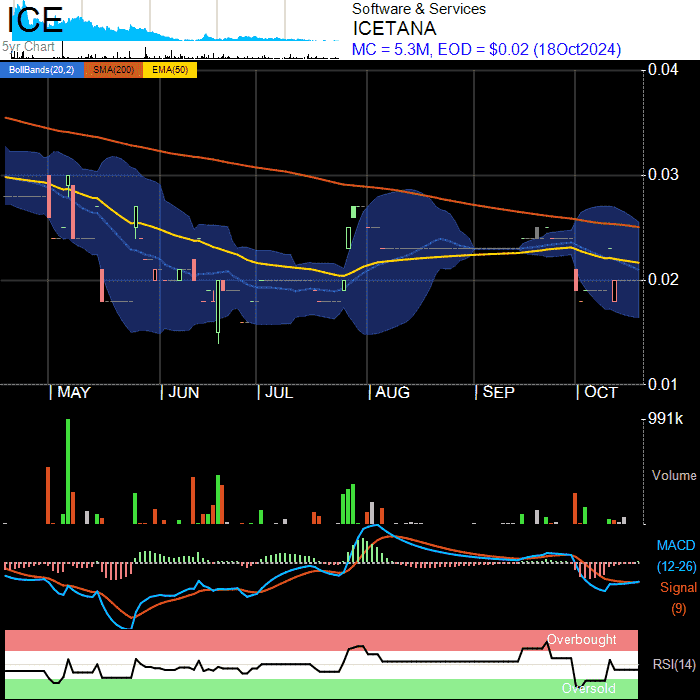 ICE
5yr Chart
Software & Services
ICETANA
MC = 5.3M, EOD = $0.02 (18Oct2024)
BollBands(20,2) SMA(200) EMA(50)
0.04
0.03
0.02
0.01
| MAY | JUN | JUL | AUG | SEP | OCT
991k
Volume
MACD
(12-26)
Signal
(9)
Overbought
RSI(14)
Oversold